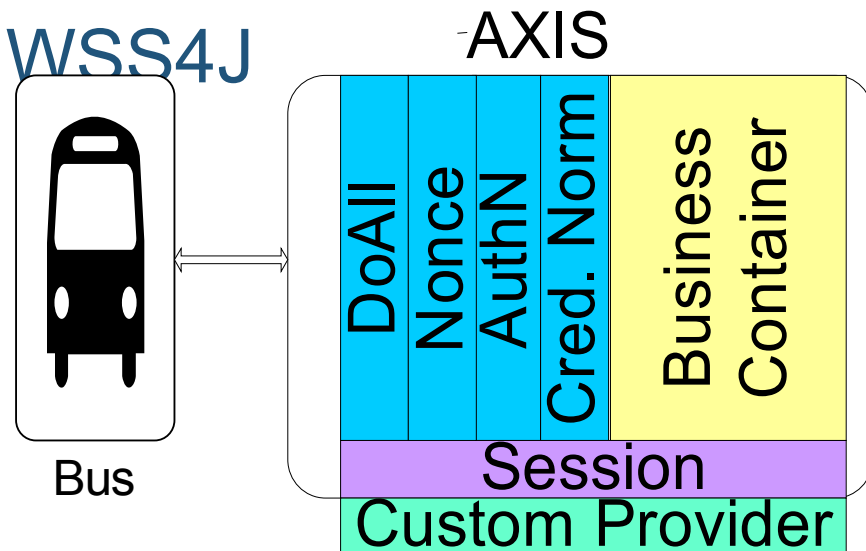 WSS4J
-AXIS
DoAll
Nonce
AuthN
Cred. Norm
Business
Container
Bus
Session
Custom Provider